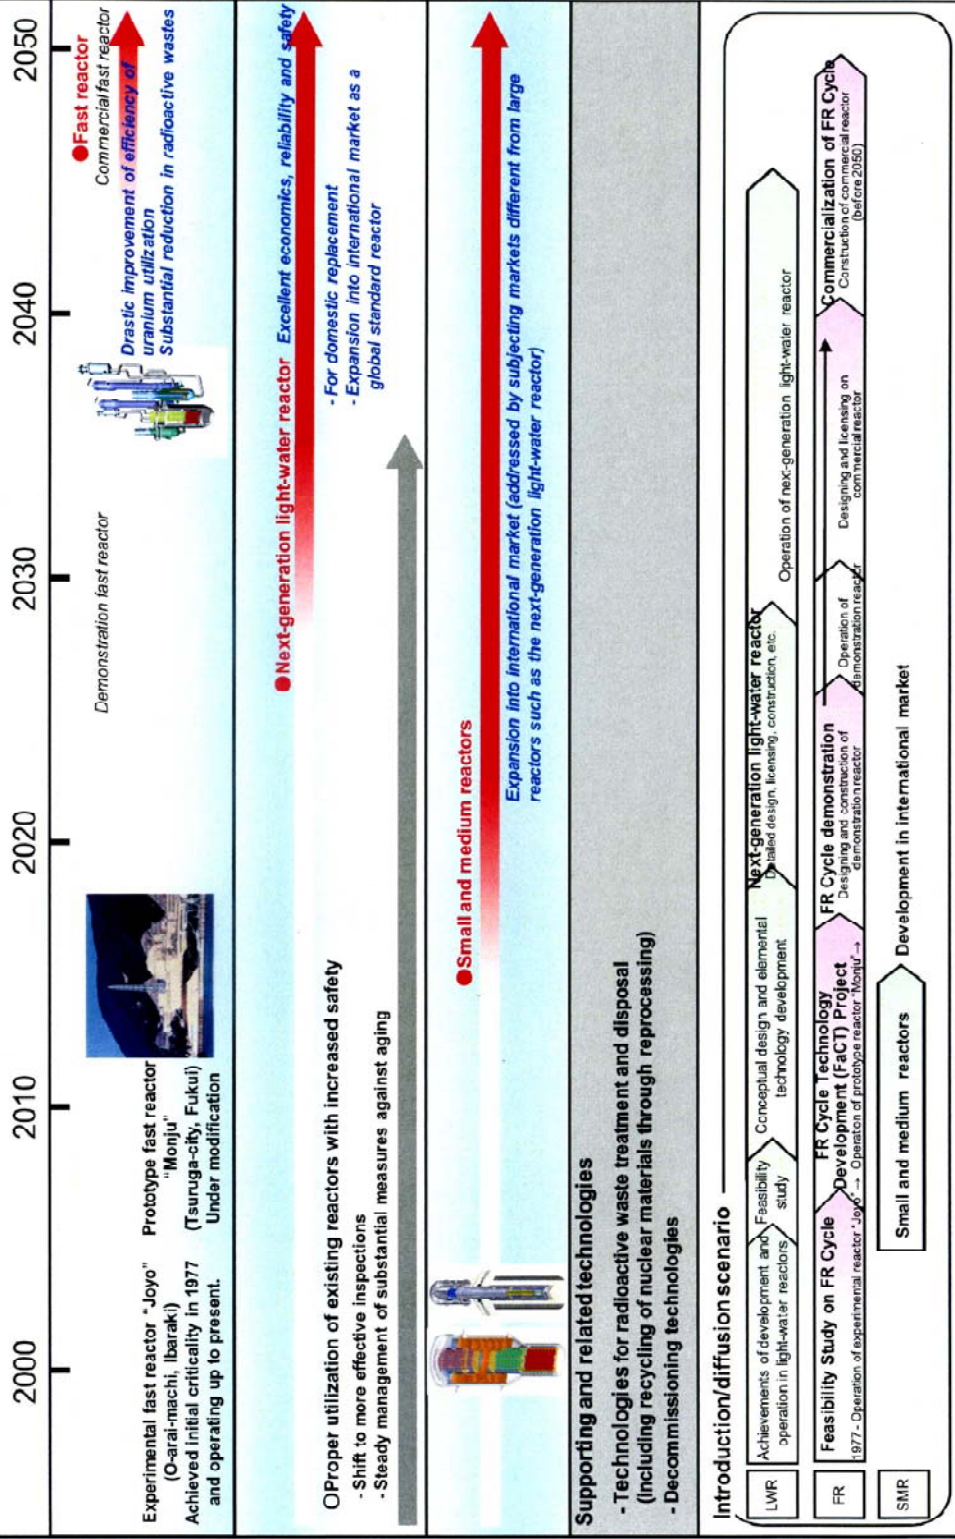 2000
2010
2020
2030
2040
2050
Experimental fast reactor "Joyo"
(O-arai-machi, Ibaraki)
Achieved initial criticality in 1977
and operating up to present.
Prototype fast reactor
"Monju"
(Tsuruga-city, Fukui)
Under modification
Demonstration fast reactor
●Fast reactor
Commercial fast reactor
Drastic improvement of efficiency of
uranium utilization
Substantial reduction in radioactive wastes
●Next-generation light-water reactor
Excellent economics, reliability and safety
- For domestic replacement
- Expansion into international market as a
global standard reactor
○Proper utilization of existing reactors with increased safety
- Shift to more effective inspections
- Steady management of substantial measures against aging
●Small and medium reactors
Expansion into international market (addressed by subjecting markets different from large
reactors such as the next-generation light-water reactor)
Supporting and related technologies
- Technologies for radioactive waste treatment and disposal
(including recycling of nuclear materials through reprocessing)
- Decommissioning technologies
Introduction/diffusion scenario
LWR
Achievements of development and
operation in light-water reactors
Feasibility
study
Conceptual design and elemental
technology development
Next-generation light-water reactor
Detailed design, licensing, construction, etc.
Operation of next-generation light-water reactor
FR
Feasibility Study on FR Cycle
1977 - Operation of experimental reactor "Joyo" → Operation of prototype reactor "Monju" →
FR Cycle Technology
Development (FaCT) Project
FR Cycle demonstration
Designing and construction of
demonstration reactor
Operation of
demonstration reactor
Designing and licensing on
commercial reactor
Commercialization of FR Cycle
Construction of commercial reactor
(before 2050)
SMR
Small and medium reactors
Development in international market